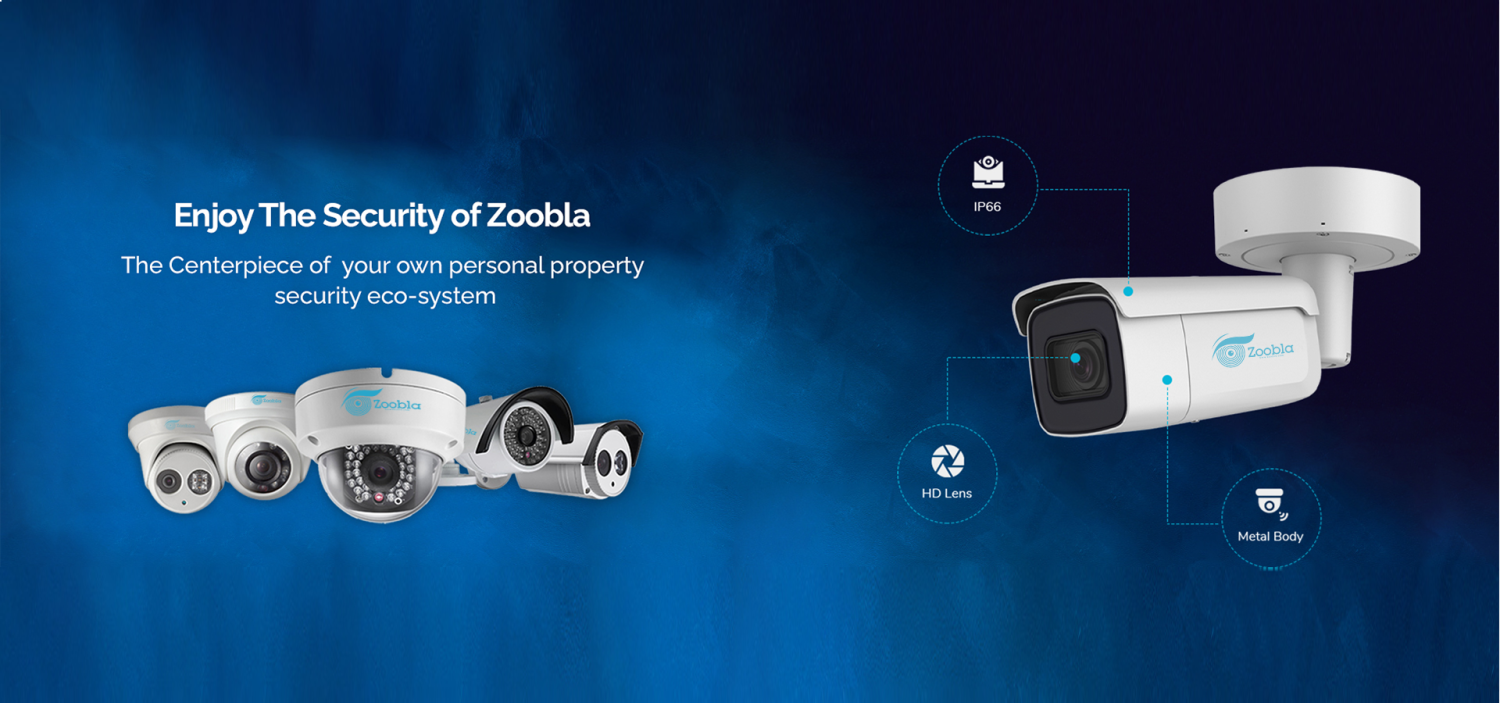 Enjoy The Security of Zoobla
The Centerpiece of your own personal property
security eco-system
Zoobla
Zoobla
IP66
Zoobla
HD Lens
Metal Body